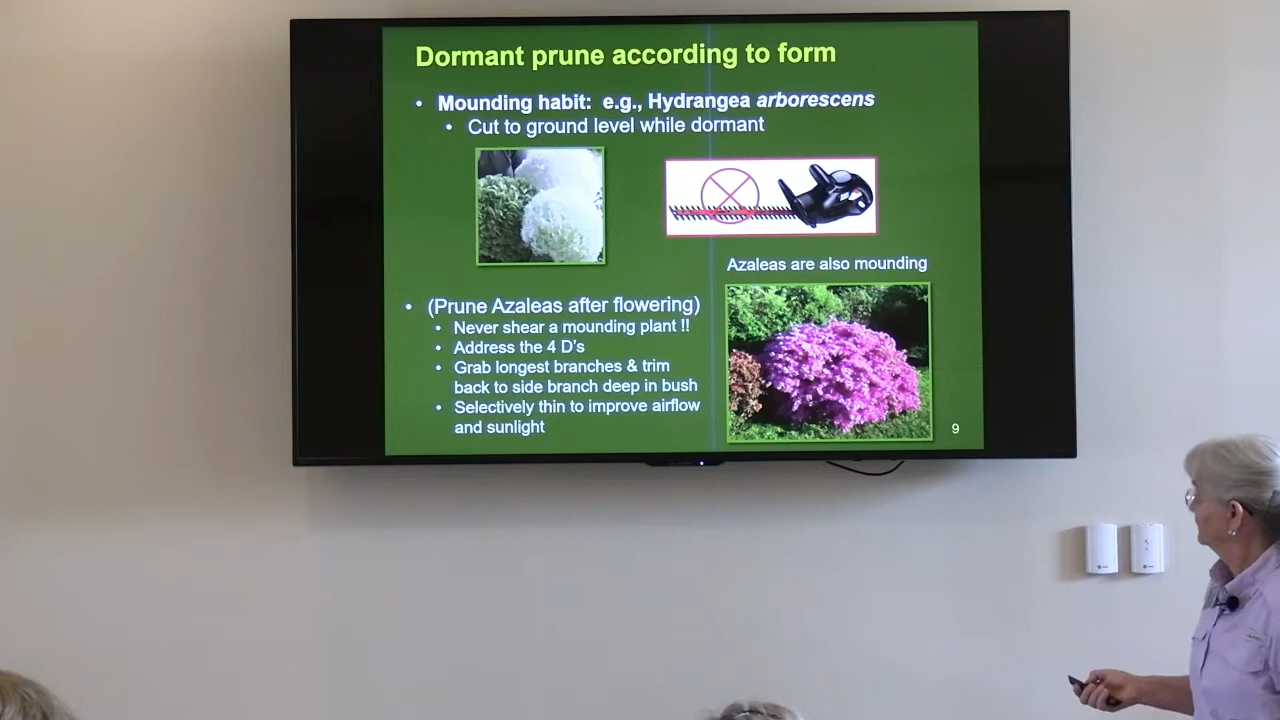 Dormant prune according to form
• Mounding habit: e.g., Hydrangea arborescens
• Cut to ground level while dormant
Azaleas are also mounding
• (Prune Azaleas after flowering)
• Never shear a mounding plant !!
• Address the 4 D's
• Grab longest branches & trim
back to side branch deep in bush
• Selectively thin to improve airflow
and sunlight
9